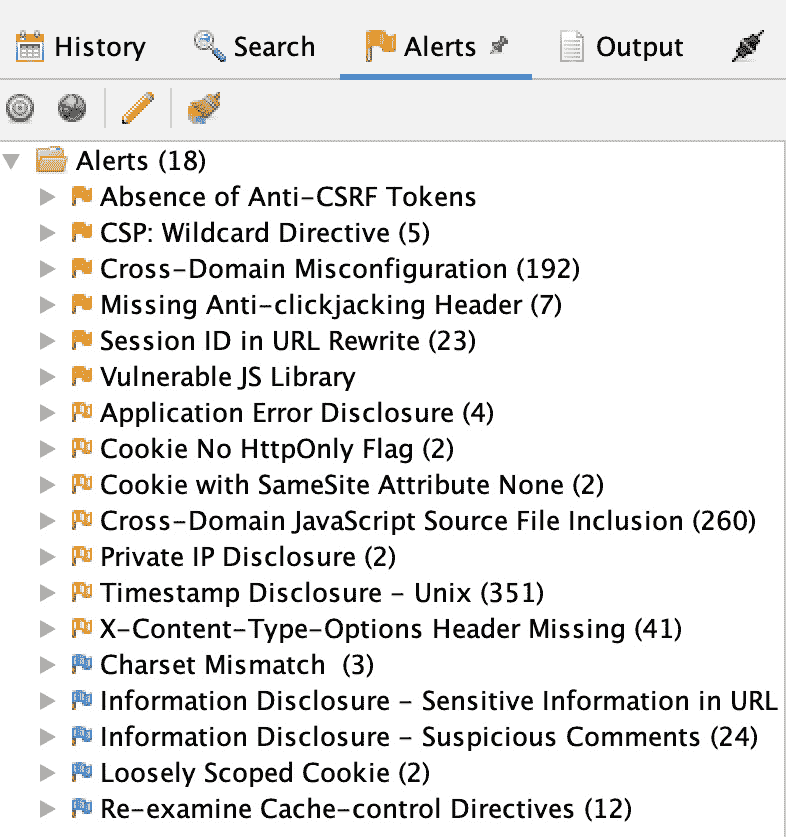 History Search Alerts Output
Alerts (18)
Absence of Anti-CSRF Tokens
CSP: Wildcard Directive (5)
Cross-Domain Misconfiguration (192)
Missing Anti-clickjacking Header (7)
Session ID in URL Rewrite (23)
Vulnerable JS Library
Application Error Disclosure (4)
Cookie No HttpOnly Flag (2)
Cookie with SameSite Attribute None (2)
Cross-Domain JavaScript Source File Inclusion (260)
Private IP Disclosure (2)
Timestamp Disclosure - Unix (351)
X-Content-Type-Options Header Missing (41)
Charset Mismatch (3)
Information Disclosure - Sensitive Information in URL
Information Disclosure - Suspicious Comments (24)
Loosely Scoped Cookie (2)
Re-examine Cache-control Directives (12)